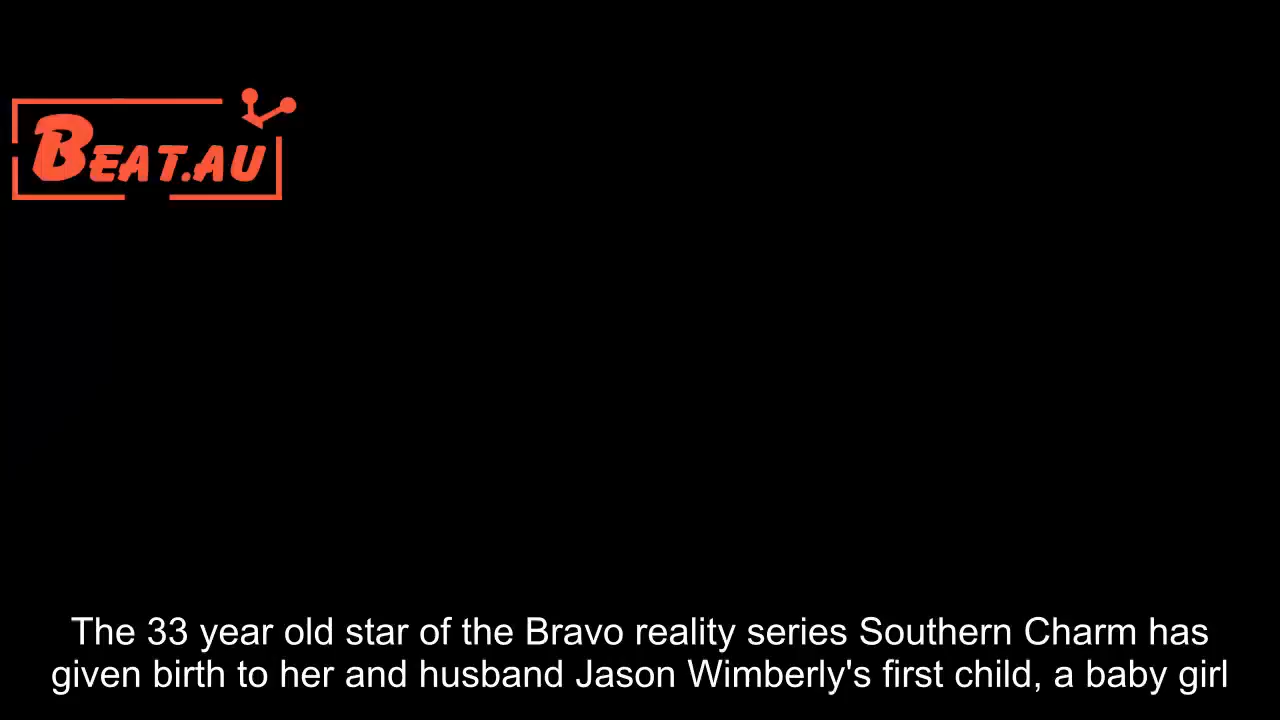 BEAT.AU
The 33 year old star of the Bravo reality series Southern Charm has
given birth to her and husband Jason Wimberly's first child, a baby girl